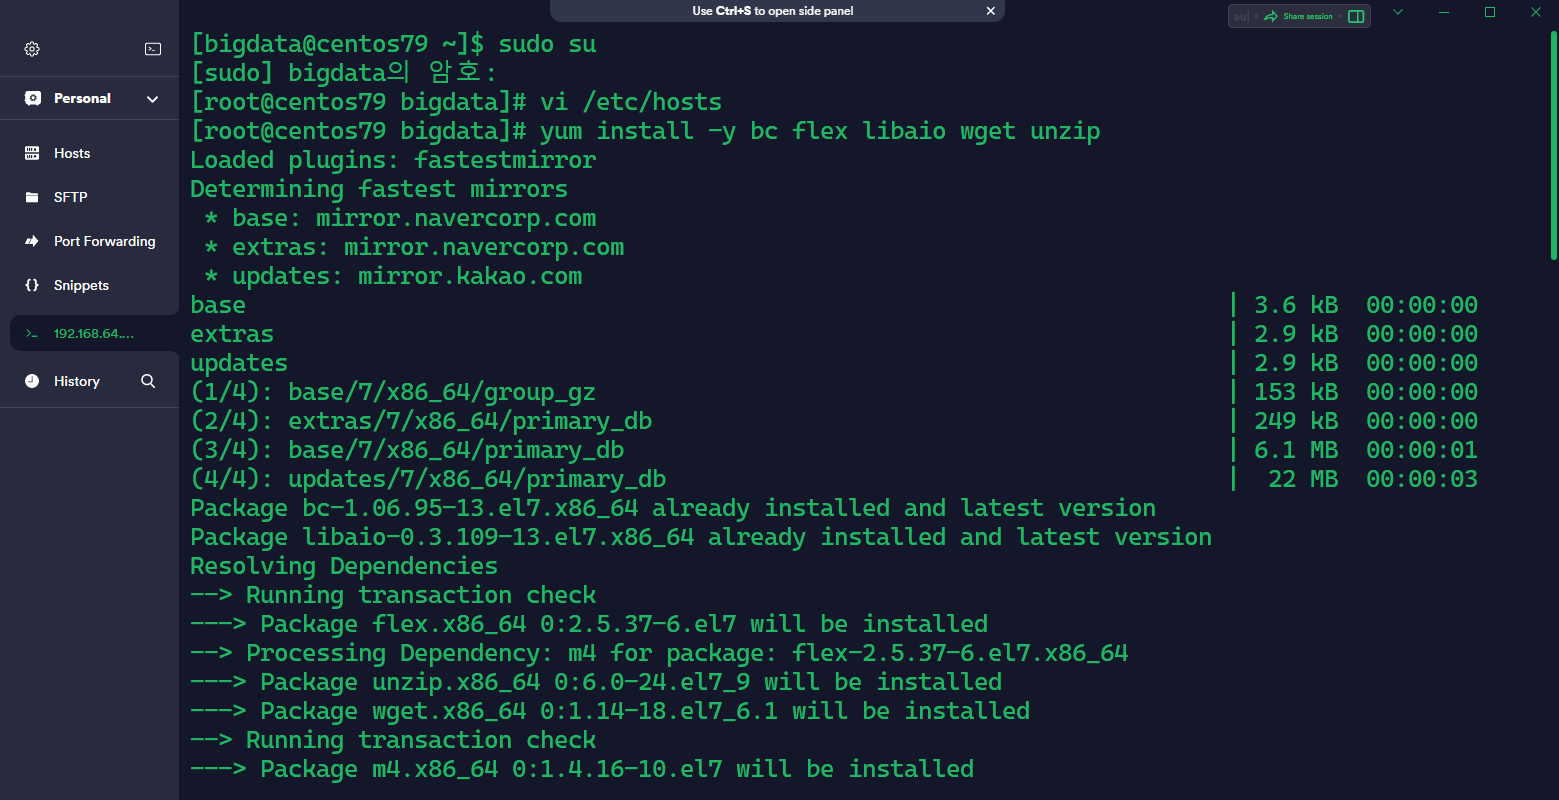 Use Ctrl+S to open side panel
Share session
Personal
Hosts
SFTP
Port Forwarding
Snippets
192.168.64....
History
[bigdata@centos79 ~]$ sudo su
[sudo] bigdata의 암호:
[root@centos79 bigdata]# vi /etc/hosts
[root@centos79 bigdata]# yum install -y bc flex libaio wget unzip
Loaded plugins: fastestmirror
Determining fastest mirrors
* base: mirror.navercorp.com
* extras: mirror.navercorp.com
* updates: mirror.kakao.com
base | 3.6 kB 00:00:00
extras | 2.9 kB 00:00:00
updates | 2.9 kB 00:00:00
(1/4): base/7/x86_64/group_gz | 153 kB 00:00:00
(2/4): extras/7/x86_64/primary_db | 249 kB 00:00:00
(3/4): base/7/x86_64/primary_db | 6.1 MB 00:00:01
(4/4): updates/7/x86_64/primary_db | 22 MB 00:00:03
Package bc-1.06.95-13.el7.x86_64 already installed and latest version
Package libaio-0.3.109-13.el7.x86_64 already installed and latest version
Resolving Dependencies
--> Running transaction check
---> Package flex.x86_64 0:2.5.37-6.el7 will be installed
--> Processing Dependency: m4 for package: flex-2.5.37-6.el7.x86_64
---> Package unzip.x86_64 0:6.0-24.el7_9 will be installed
---> Package wget.x86_64 0:1.14-18.el7_6.1 will be installed
--> Running transaction check
---> Package m4.x86_64 0:1.4.16-10.el7 will be installed